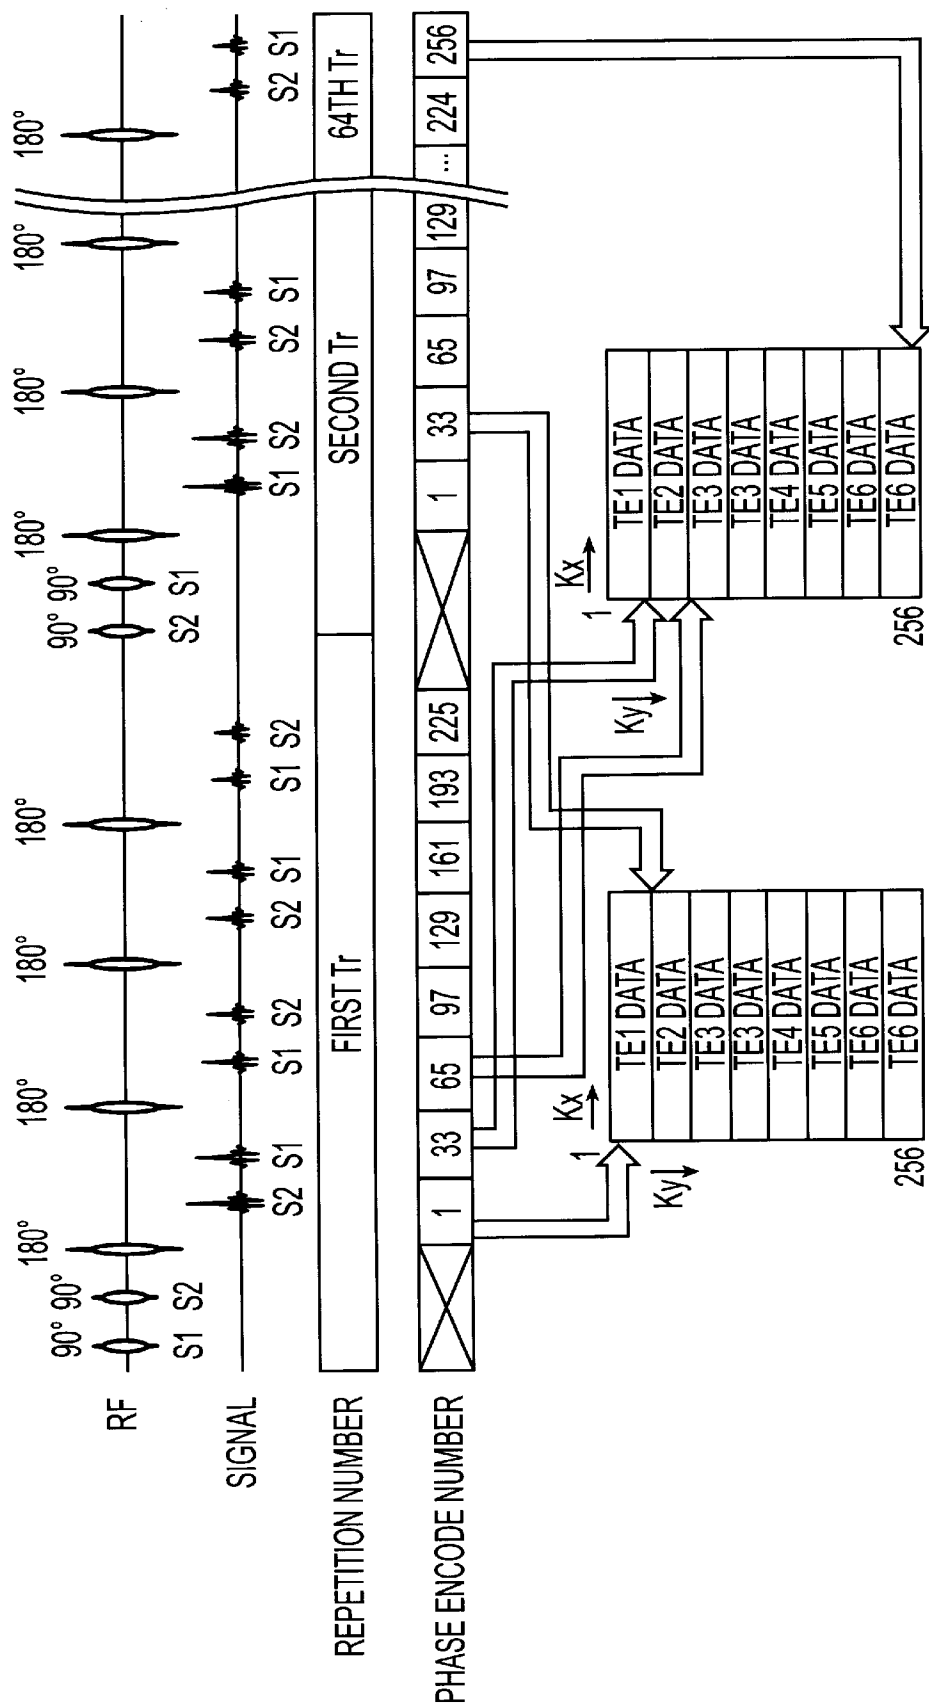 RF
90° 90° 180° 180° 180° 180° 90° 90° 180° 180° 180° 180°
S1 S2 S2 S1
SIGNAL
S2 S1 S1 S2 S2 S1 S1 S2 S1 S2 S2 S1 S2 S1
REPETITION NUMBER
FIRST Tr SECOND Tr 64TH Tr
PHASE ENCODE NUMBER
1 33 65 97 129 161 193 225 1 33 65 97 129 ... 224 256
Kx
1
Ky
256
TE1 DATA
TE2 DATA
TE3 DATA
TE3 DATA
TE4 DATA
TE5 DATA
TE6 DATA
TE6 DATA
Kx
1
Ky
256
TE1 DATA
TE2 DATA
TE3 DATA
TE3 DATA
TE4 DATA
TE5 DATA
TE6 DATA
TE6 DATA